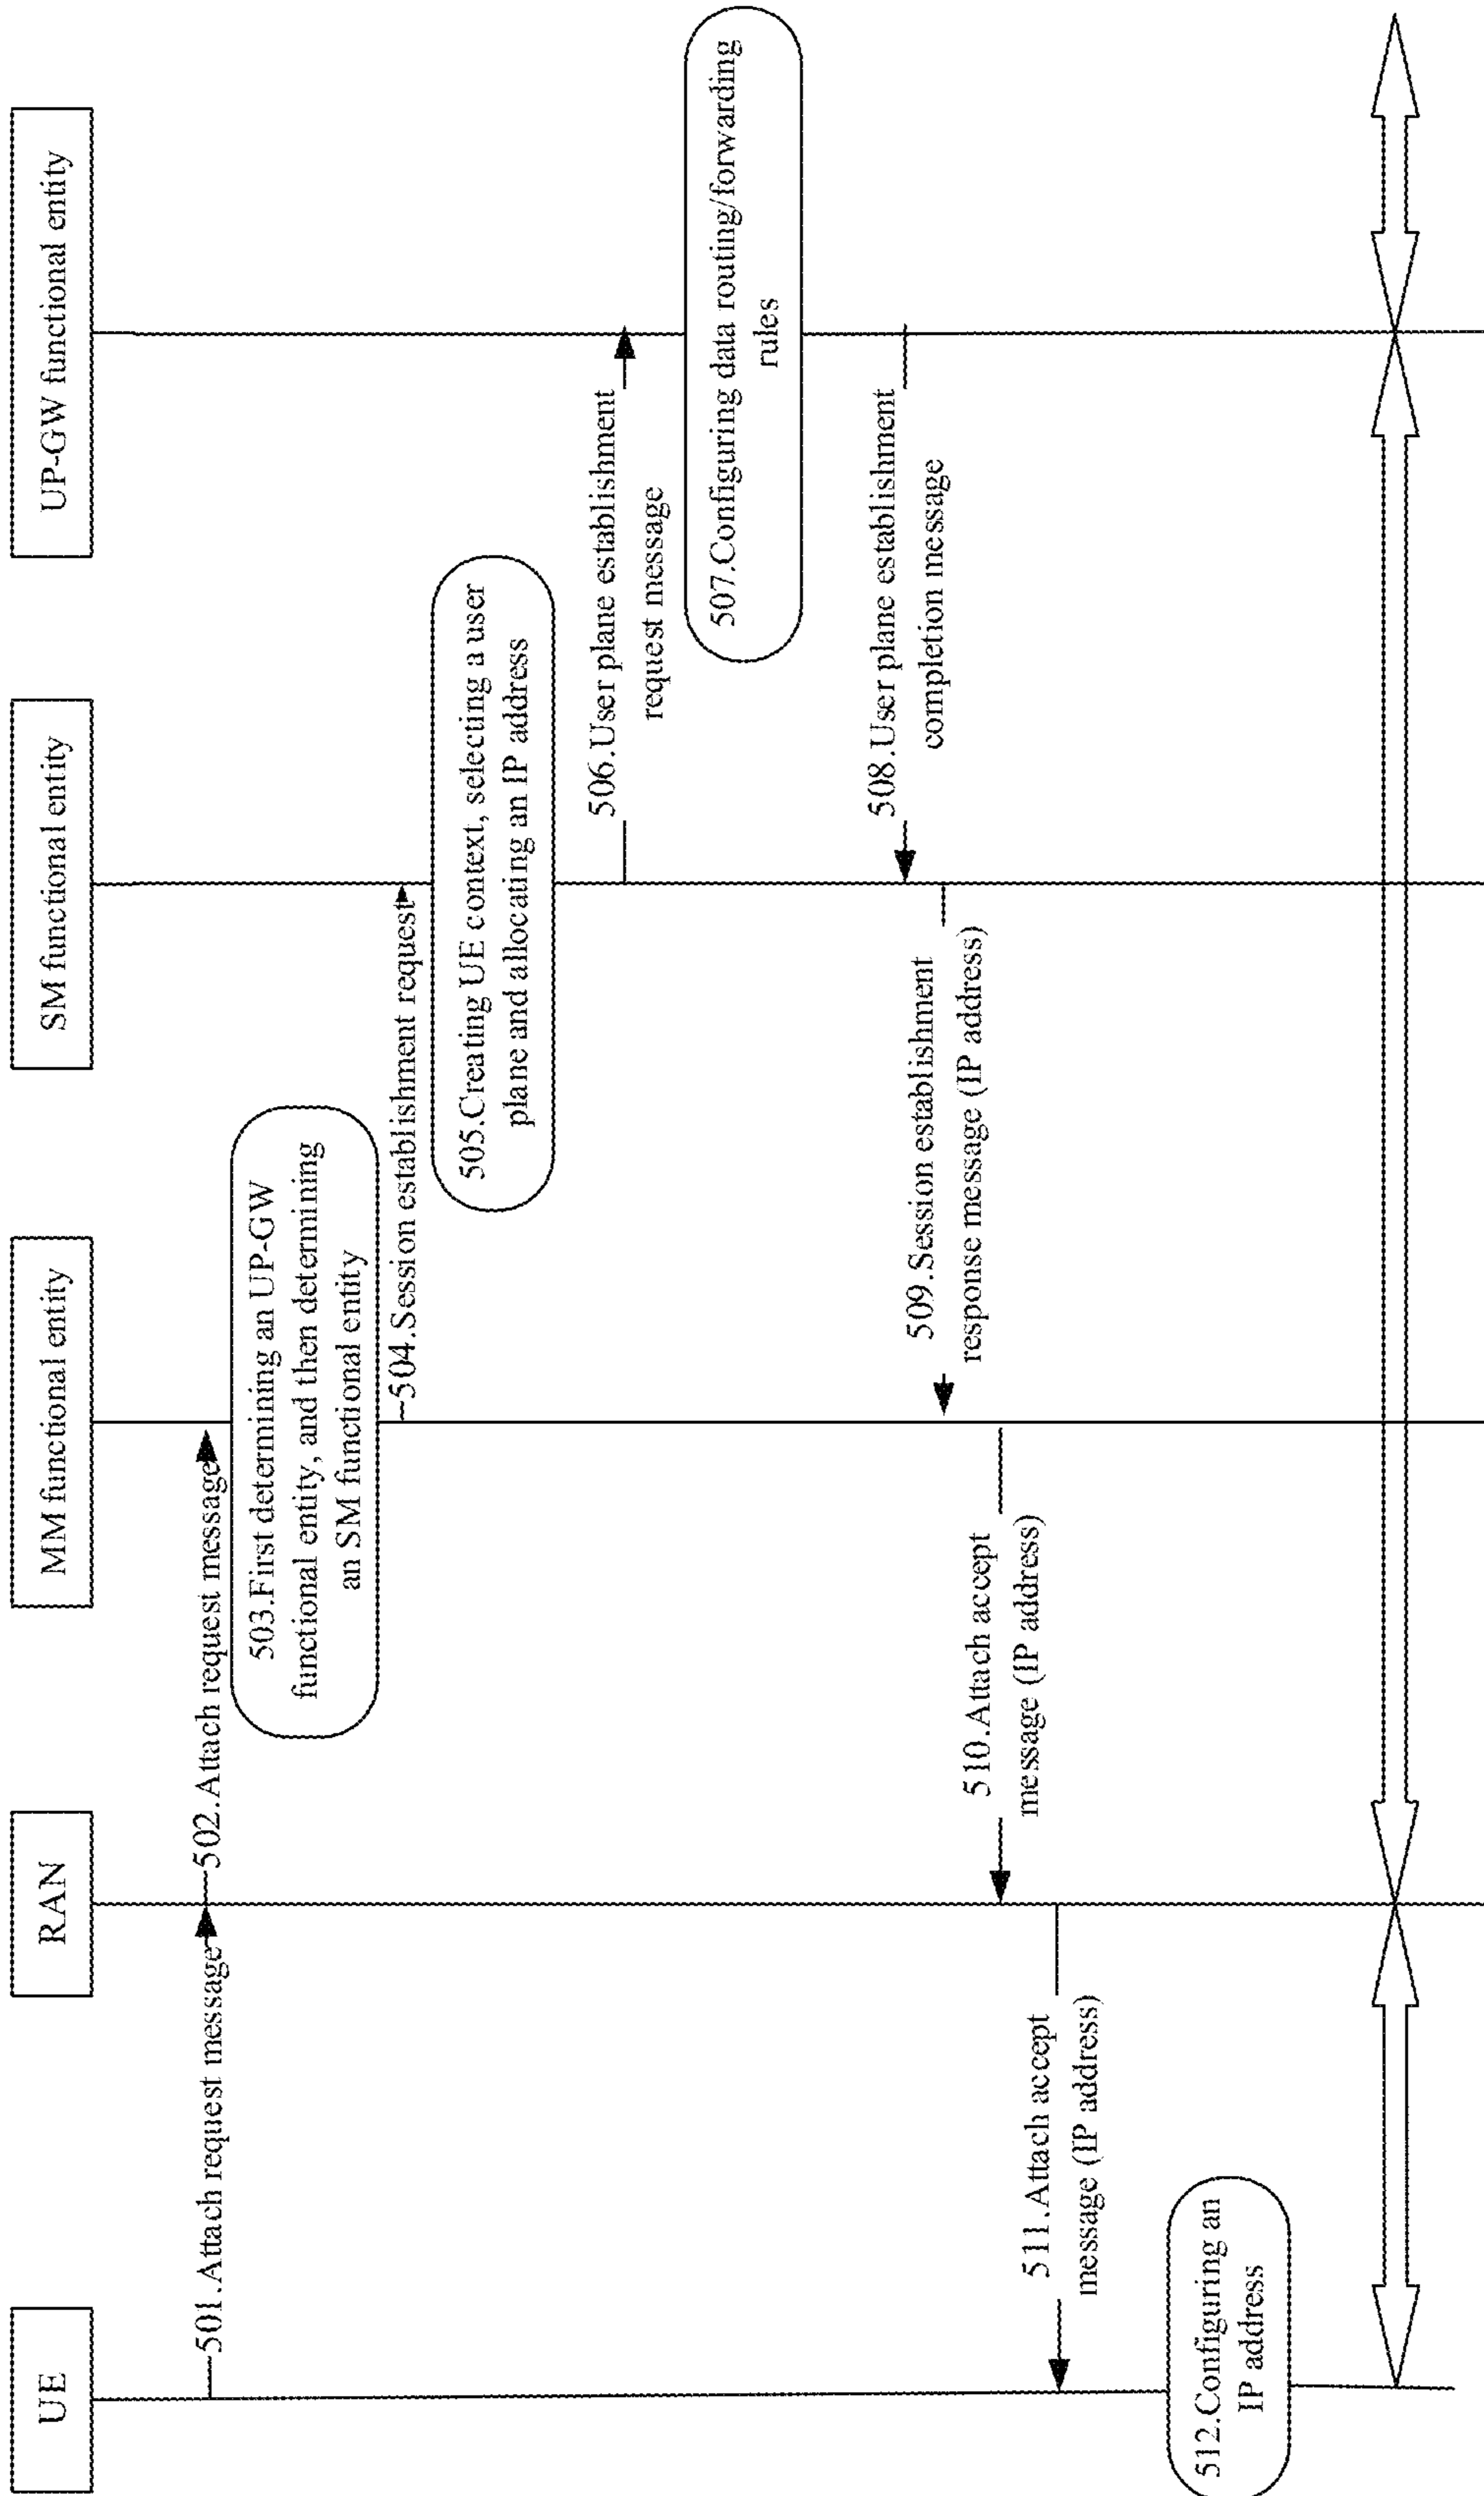 UE
RAN
MM functional entity
SM functional entity
UP-GW functional entity
501.Attach request message
502.Attach request message
503.First determining an UP-GW
functional entity, and then determining
an SM functional entity
504.Session establishment request
505.Creating UE context, selecting a user
plane and allocating an IP address
506.User plane establishment
request message
507.Configuring data routing/forwarding
rules
508.User plane establishment
completion message
509.Session establishment
response message (IP address)
510.Attach accept
message (IP address)
511.Attach accept
message (IP address)
512.Configuring an
IP address